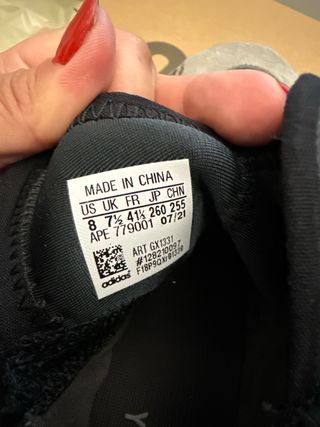 MADE IN CHINA
US UK FR JP CHN
8 7½ 41⅓ 260 255
APE 779001 07/21
ART GX1331
#128210097
adidas